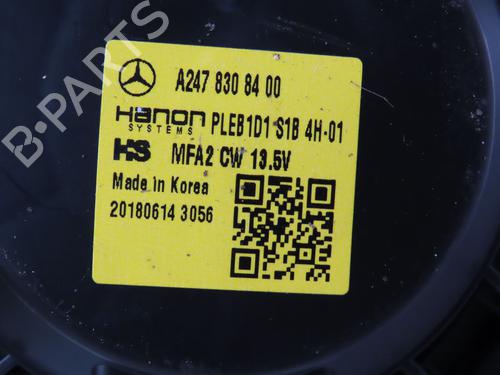 B-PARTS
A247 830 84 00
Hanon PLEB1D1 S1B 4H-01
SYSTEMS
HS MFA2 CW 13.5V
Made in Korea
20180614 3056